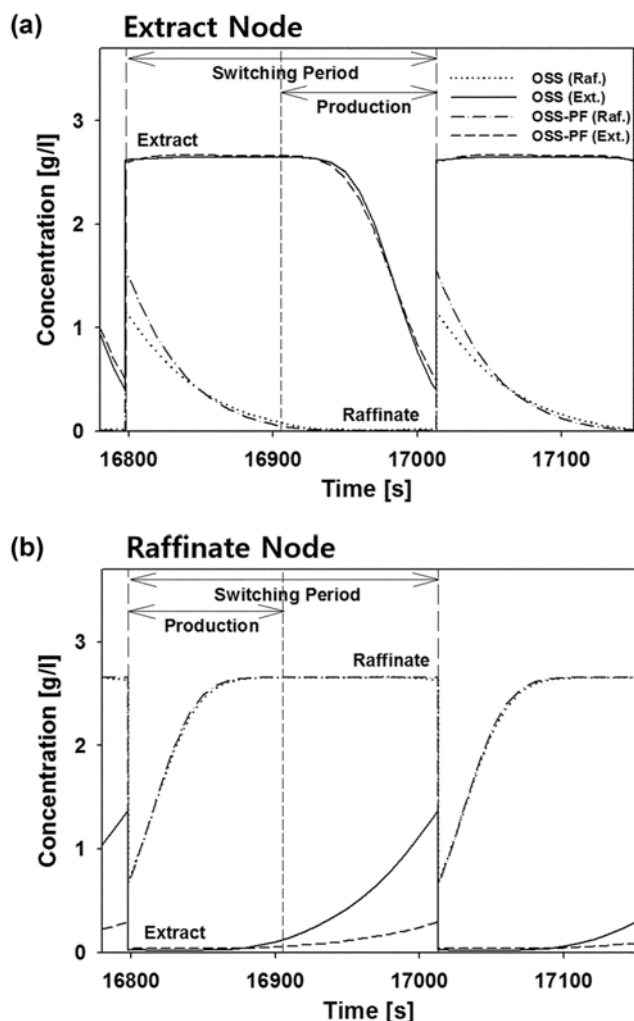 (a) Extract Node
Switching Period
Production
OSS (Raf.)
OSS (Ext.)
OSS-PF (Raf.)
OSS-PF (Ext.)
Extract
Raffinate
Concentration [g/l]
3
2
1
0
16800 16900 17000 17100
Time [s]
(b) Raffinate Node
Switching Period
Production
Raffinate
Extract
Concentration [g/l]
3
2
1
0
16800 16900 17000 17100
Time [s]